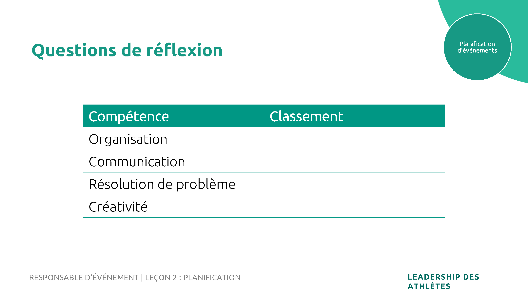 Planification
d'événements
Questions de réflexion
Compétence Classement
Organisation
Communication
Résolution de problème
Créativité
RESPONSABLE D'ÉVÉNEMENT | LEÇON 2 : PLANIFICATION
LEADERSHIP DES
ATHLÈTES